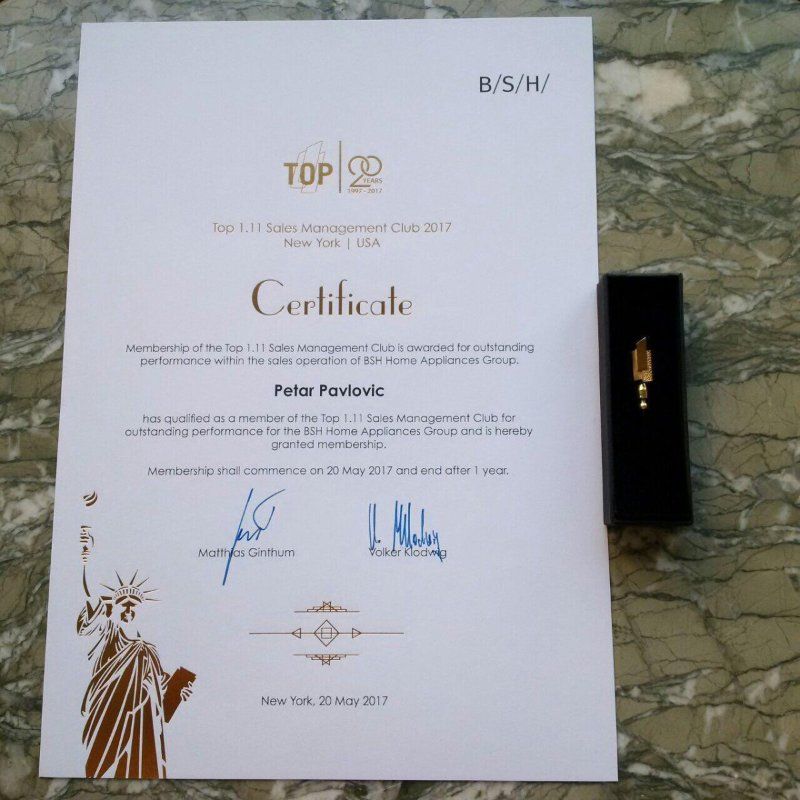 B/S/H/
TOP 20
YEARS
1997 - 2017
Top 1.11 Sales Management Club 2017
New York | USA
Certificate
Membership of the Top 1.11 Sales Management Club is awarded for outstanding
performance within the sales operation of BSH Home Appliances Group.
Petar Pavlovic
has qualified as a member of the Top 1.11 Sales Management Club for
outstanding performance for the BSH Home Appliances Group and is hereby
granted membership.
Membership shall commence on 20 May 2017 and end after 1 year.
Matthias Ginthum Volker Klodwig
New York, 20 May 2017